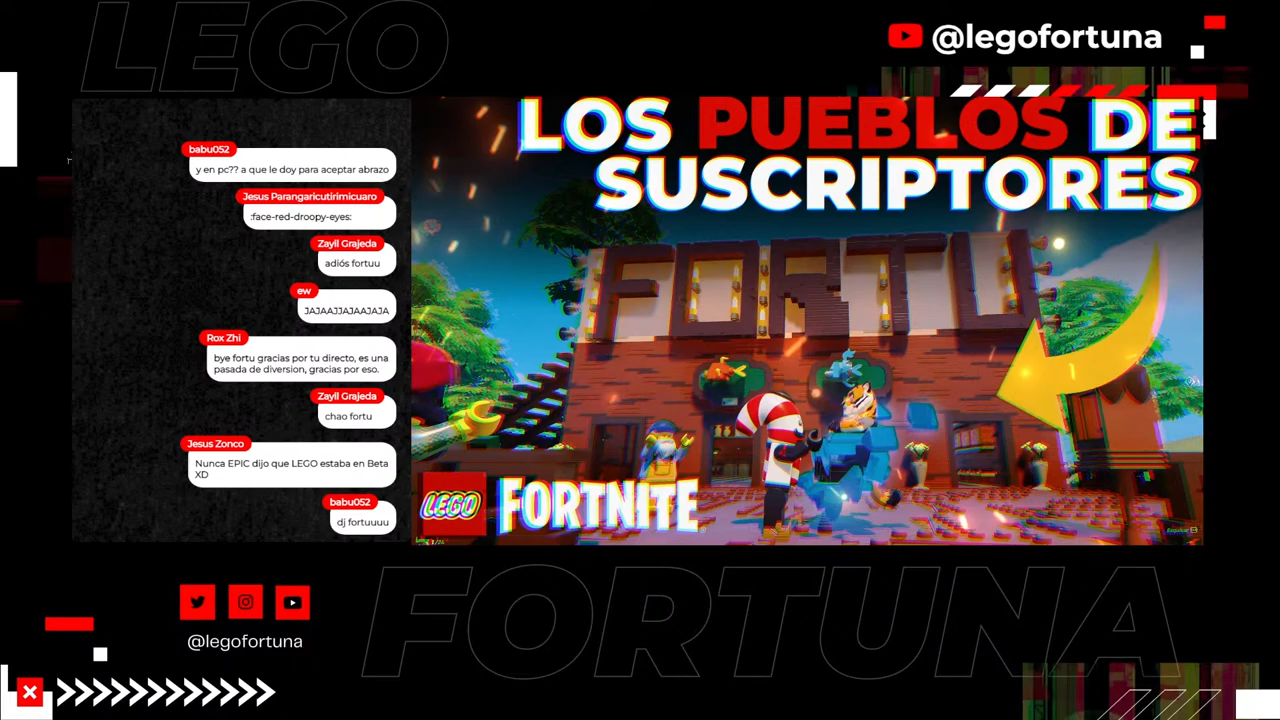 LEGO
@legofortuna
LOS PUEBLOS DE
SUSCRIPTORES
babu052
y en pc?? a que le doy para aceptar abrazo
Jesus Parangaricutirimicuaro
:face-red-droopy-eyes:
Zayil Grajeda
adiós fortuu
ew
JAJAAJJAJAAJAJA
Rox Zhi
bye fortu gracias por tu directo, es una
pasada de diversion, gracias por eso.
Zayil Grajeda
chao fortu
Jesus Zonco
Nunca EPIC dijo que LEGO estaba en Beta
XD
babu052
dj fortuuuu
FORTU
LEGO FORTNITE
@legofortuna
FORTUNA